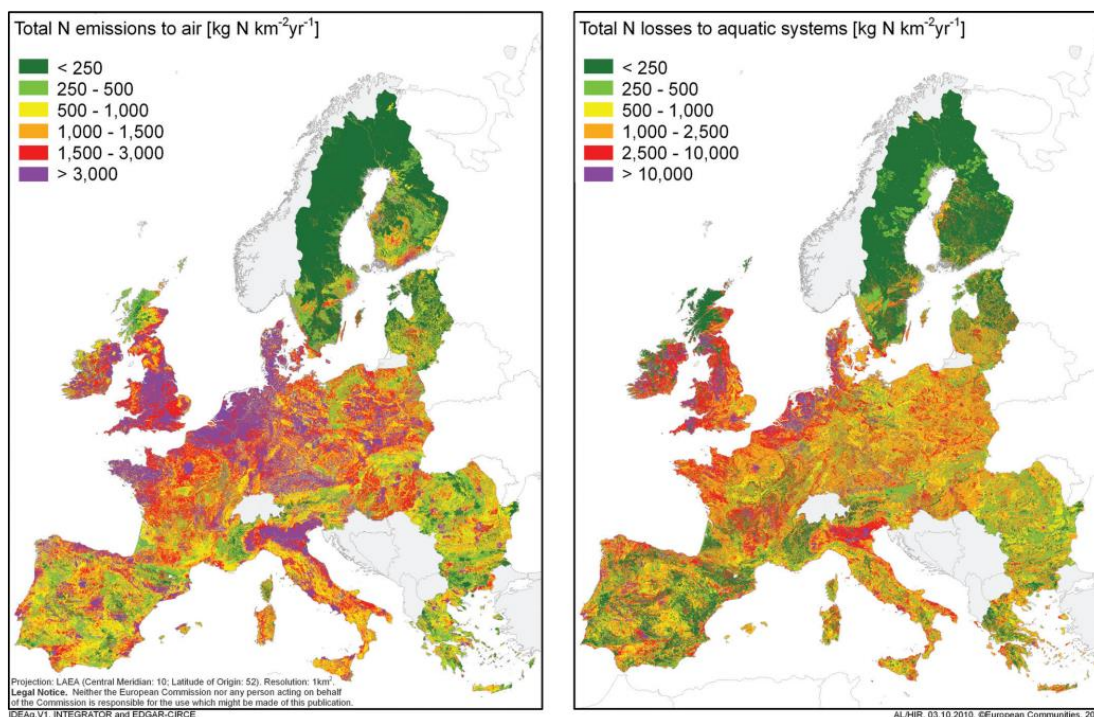 Total N emissions to air [kg N km⁻²yr⁻¹]
< 250
250 - 500
500 - 1,000
1,000 - 1,500
1,500 - 3,000
> 3,000
Projection: LAEA (Central Meridian: 10; Latitude of Origin: 52). Resolution: 1km².
Legal Notice. Neither the European Commission nor any person acting on behalf
of the Commission is responsible for the use which might be made of this publication.
IDEAg V1, INTEGRATOR and EDGAR-CIRCE
Total N losses to aquatic systems [kg N km⁻²yr⁻¹]
< 250
250 - 500
500 - 1,000
1,000 - 2,500
2,500 - 10,000
> 10,000
AL/HIR, 03.10.2010, ©European Communities, 20